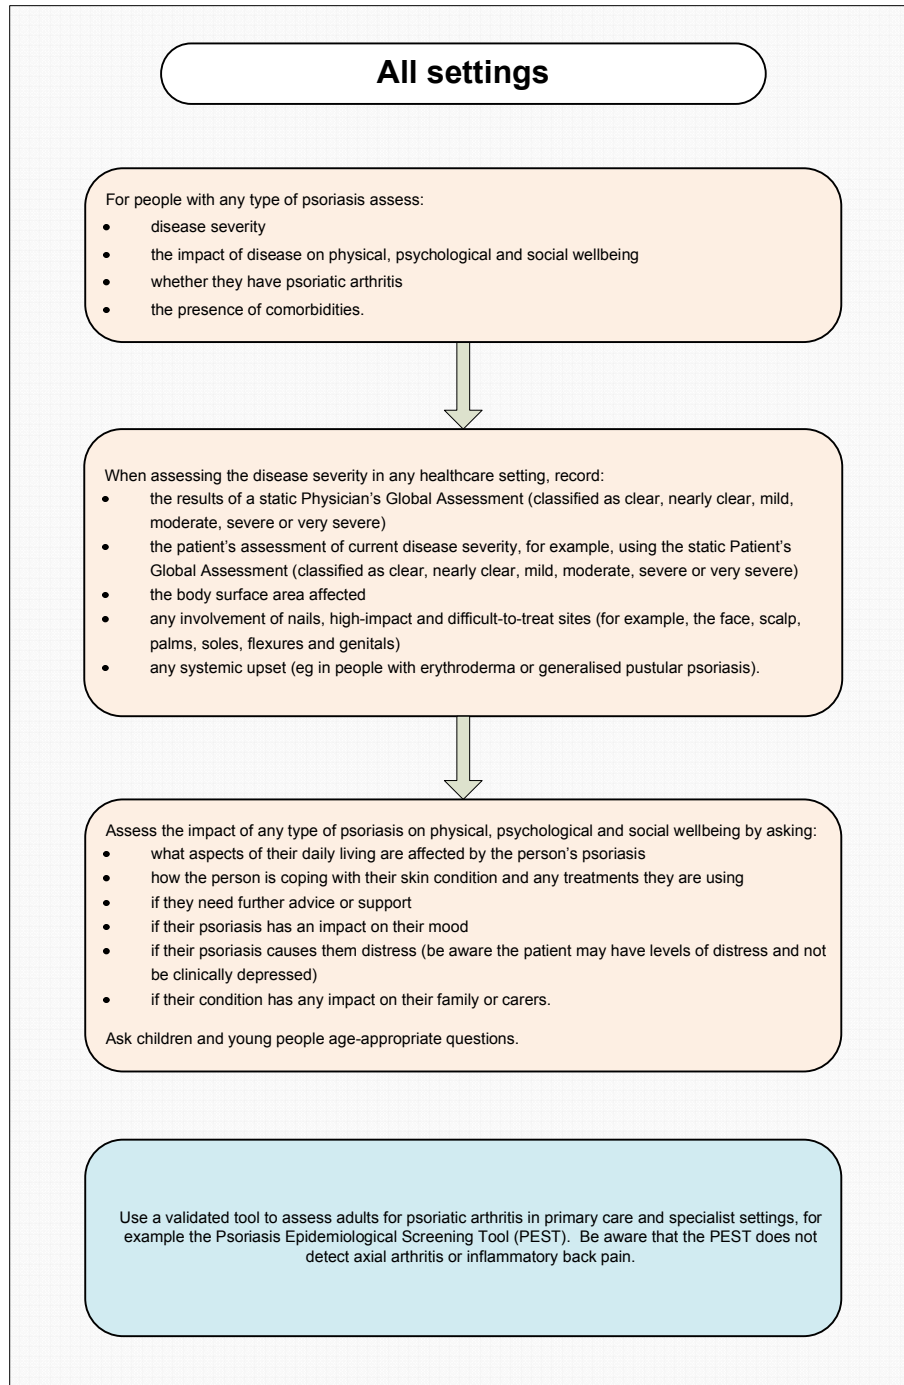 All settings
For people with any type of psoriasis assess:
• disease severity
• the impact of disease on physical, psychological and social wellbeing
• whether they have psoriatic arthritis
• the presence of comorbidities.
When assessing the disease severity in any healthcare setting, record:
• the results of a static Physician’s Global Assessment (classified as clear, nearly clear, mild,
moderate, severe or very severe)
• the patient’s assessment of current disease severity, for example, using the static Patient’s
Global Assessment (classified as clear, nearly clear, mild, moderate, severe or very severe)
• the body surface area affected
• any involvement of nails, high-impact and difficult-to-treat sites (for example, the face, scalp,
palms, soles, flexures and genitals)
• any systemic upset (eg in people with erythroderma or generalised pustular psoriasis).
Assess the impact of any type of psoriasis on physical, psychological and social wellbeing by asking:
• what aspects of their daily living are affected by the person’s psoriasis
• how the person is coping with their skin condition and any treatments they are using
• if they need further advice or support
• if their psoriasis has an impact on their mood
• if their psoriasis causes them distress (be aware the patient may have levels of distress and not
be clinically depressed)
• if their condition has any impact on their family or carers.
Ask children and young people age-appropriate questions.
Use a validated tool to assess adults for psoriatic arthritis in primary care and specialist settings, for
example the Psoriasis Epidemiological Screening Tool (PEST).  Be aware that the PEST does not
detect axial arthritis or inflammatory back pain.